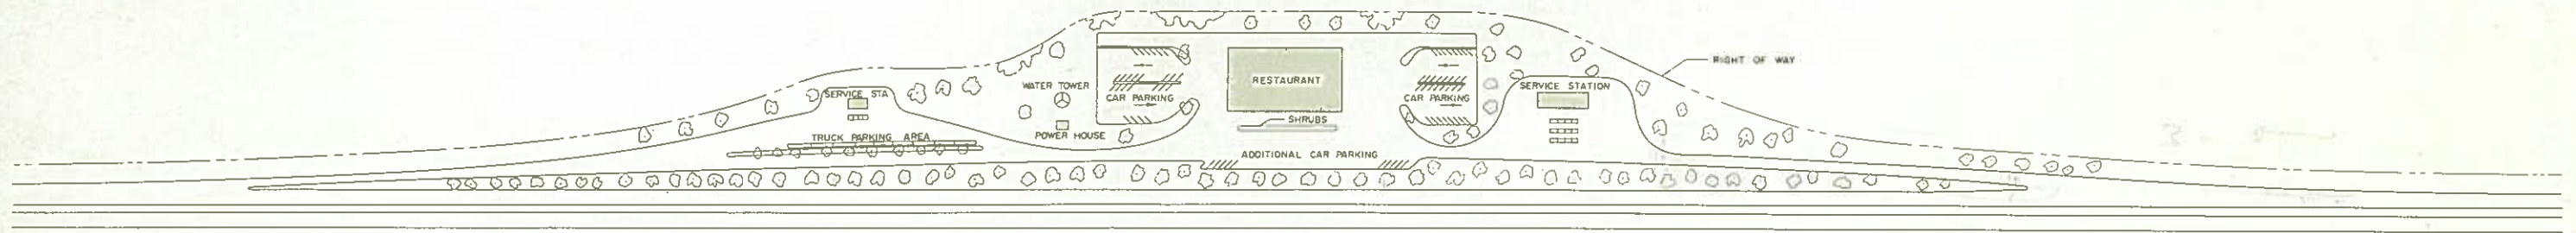 RIGHT OF WAY
RESTAURANT
WATER TOWER
SERVICE STATION
SERVICE STA
CAR PARKING
CAR PARKING
SHRUBS
POWER HOUSE
TRUCK PARKING AREA
ADDITIONAL CAR PARKING